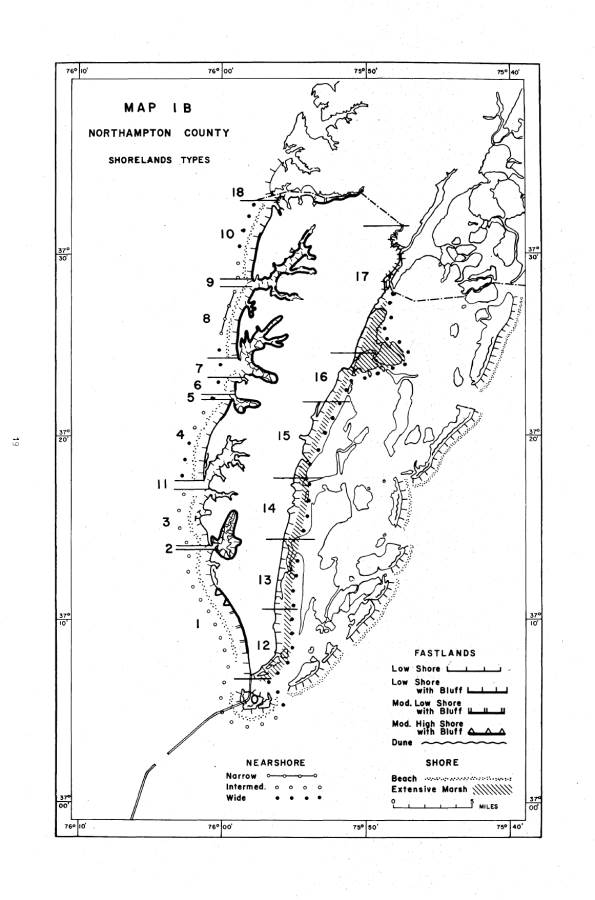 76° 10'
76° 00'
75° 50'
75° 40'
MAP 1B
NORTHAMPTON COUNTY
SHORELANDS TYPES
18
10
37° 30'
37° 30'
9
17
8
7
16
6
5
37° 20'
37° 20'
4
15
19
11
14
3
2
13
37° 10'
37° 10'
1
12
FASTLANDS
Low Shore
Low Shore with Bluff
Mod. Low Shore with Bluff
Mod. High Shore with Bluff
Dune
NEARSHORE
Narrow
Intermed.
Wide
SHORE
Beach
Extensive Marsh
0 5 MILES
37° 00'
37° 00'
76° 10'
76° 00'
75° 50'
75° 40'